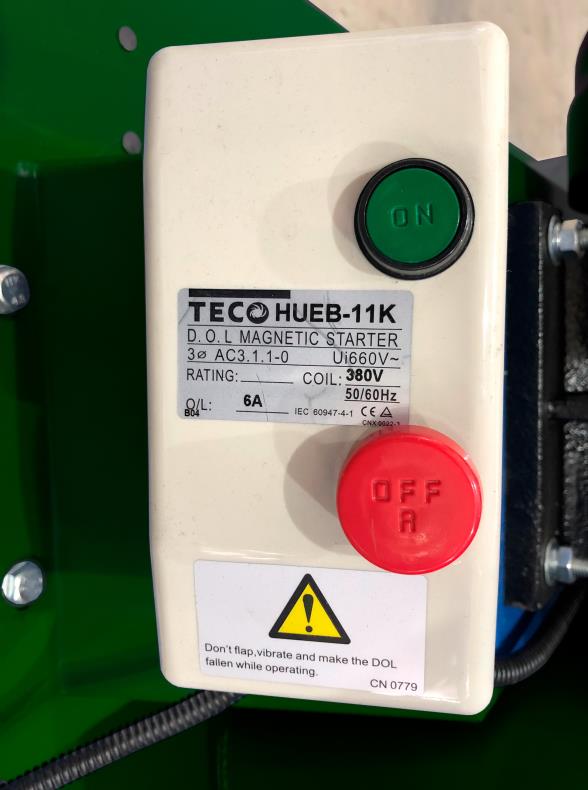 ON
TECO HUEB-11K
D.O.L MAGNETIC STARTER
3ø AC3.1.1-0 Ui660V~
RATING: COIL: 380V
50/60Hz
O/L: 6A
B04 IEC 60947-4-1 CE
OFF
R
Don't flap,vibrate and make the DOL
fallen while operating.
CN 0779